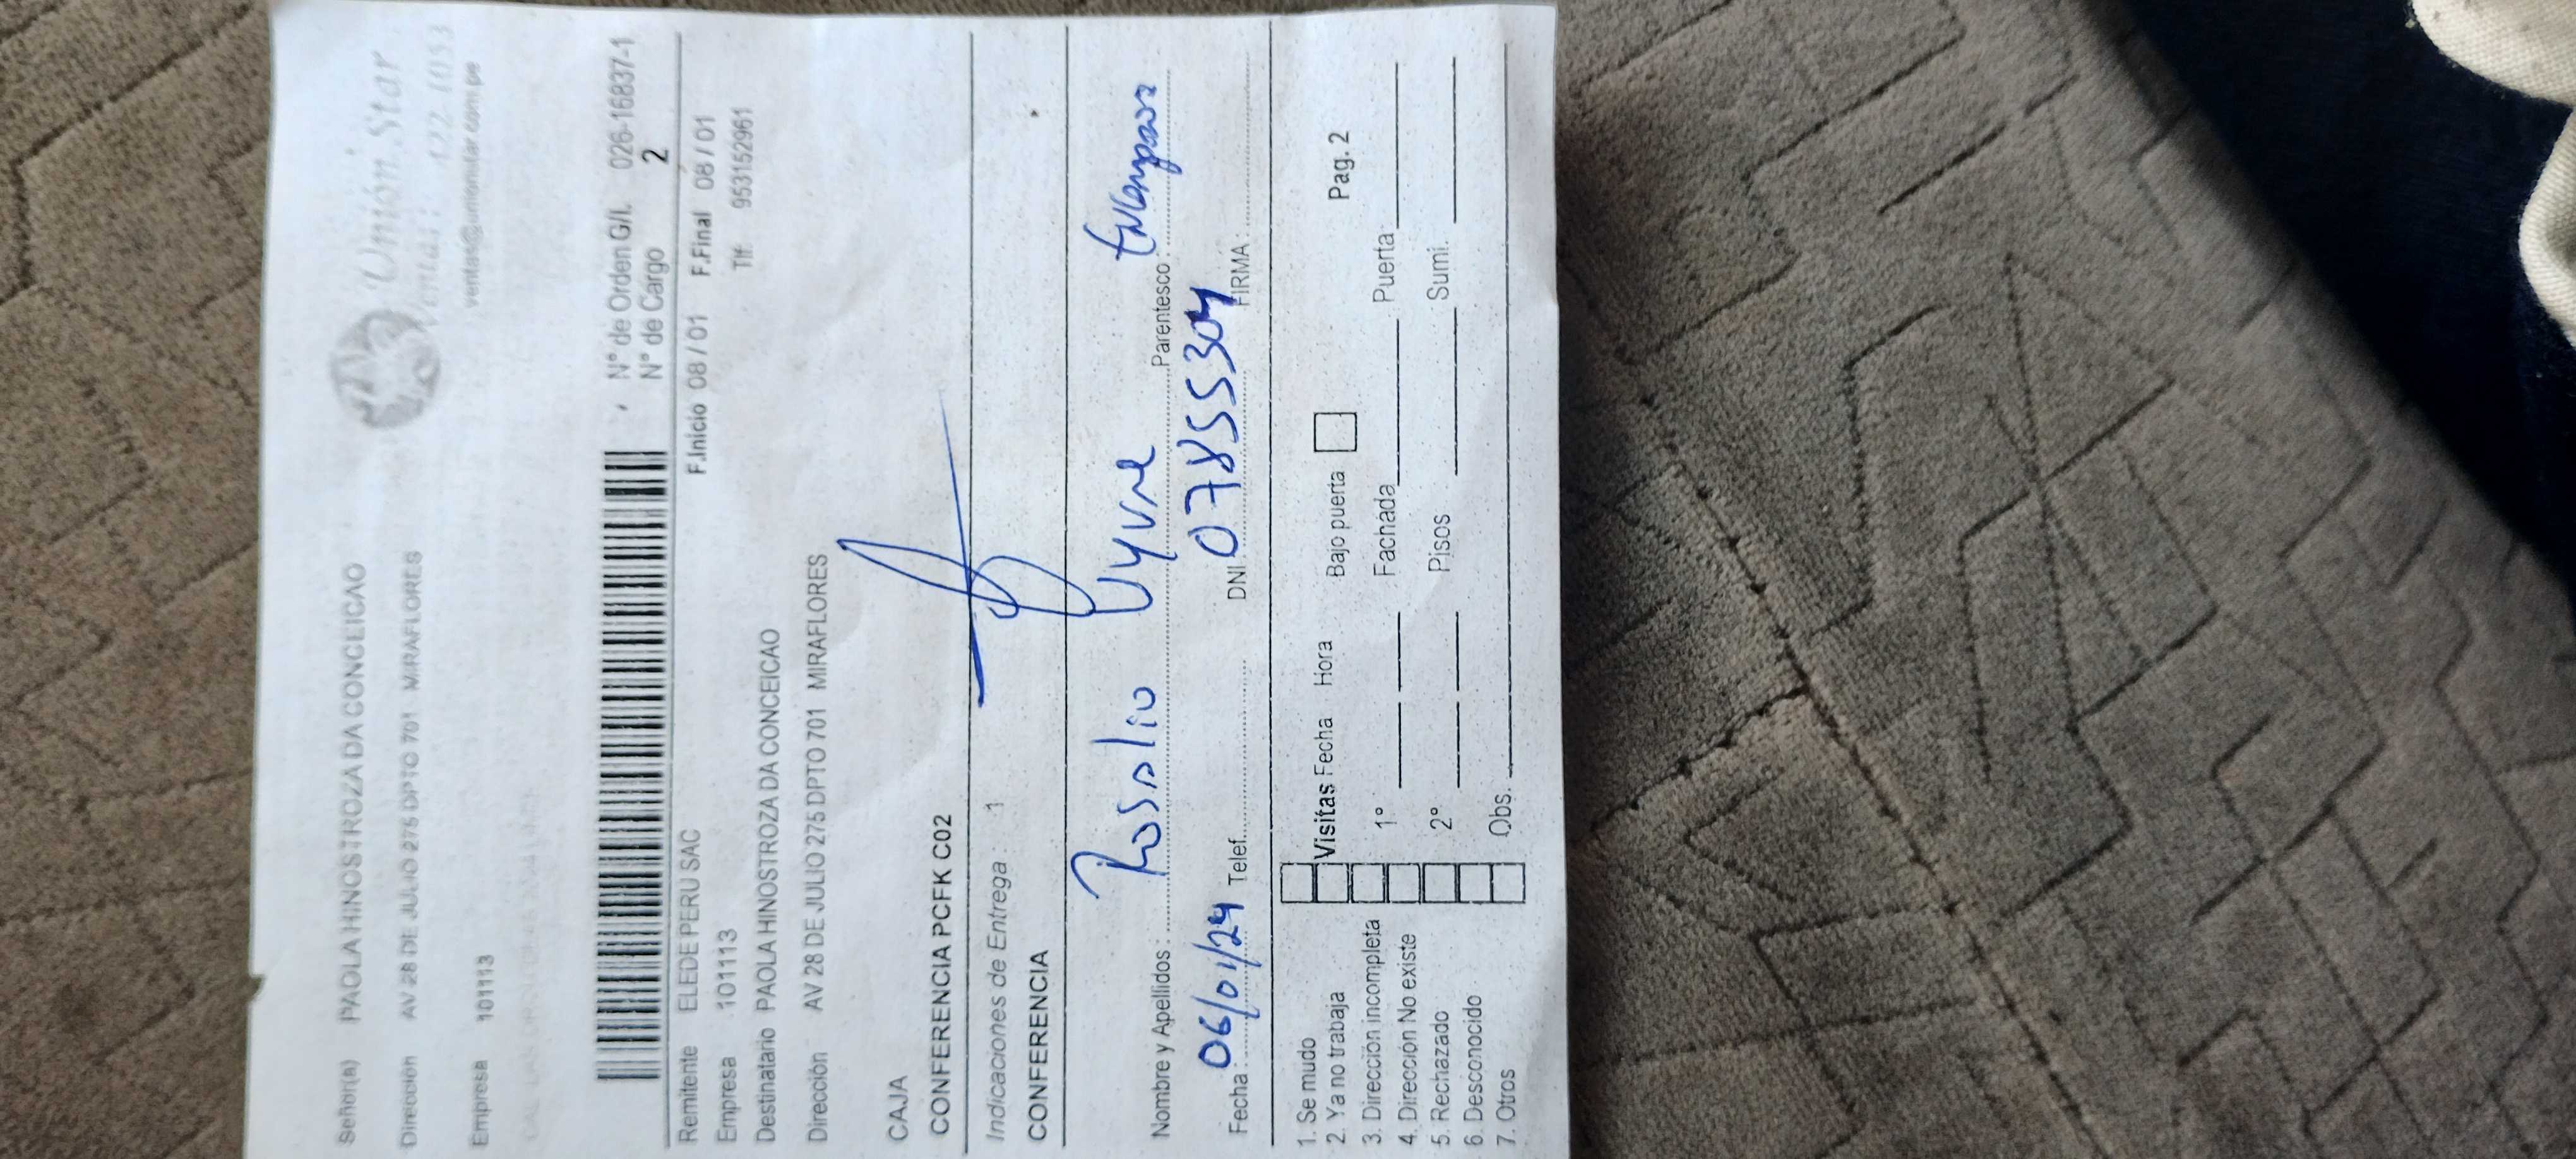 Señor(a) PAOLA HINOSTROZA DA CONCEICAO
Dirección AV 28 DE JULIO 275 DPTO 701 MIRAFLORES
Empresa 101113
Unión Star
Ventas: 422 1053
ventas@unionstar.com.pe
N° de Orden G/I. 026-16837-1
N° de Cargo 2
Remitente ELEDE PERU SAC
F.Inicio 08 / 01 F.Final 08 / 01
Empresa 101113
Tlf. 953152961
Destinatario PAOLA HINOSTROZA DA CONCEICAO
Dirección AV 28 DE JULIO 275 DPTO 701 MIRAFLORES
CAJA
CONFERENCIA PCFK C02
Indicaciones de Entrega : 1
CONFERENCIA
Nombre y Apellidos : Rosalio Parentesco :
Fecha : 06/01/24 Telef. DNI 07855304 FIRMA :
1. Se mudo
2. Ya no trabaja
3. Dirección incompleta
4. Dirección No existe
5. Rechazado
6. Desconocido
7. Otros
Visitas Fecha Hora Bajo puerta Pag. 2
1° Fachada Puerta
2° Pisos Sumi.
Obs.